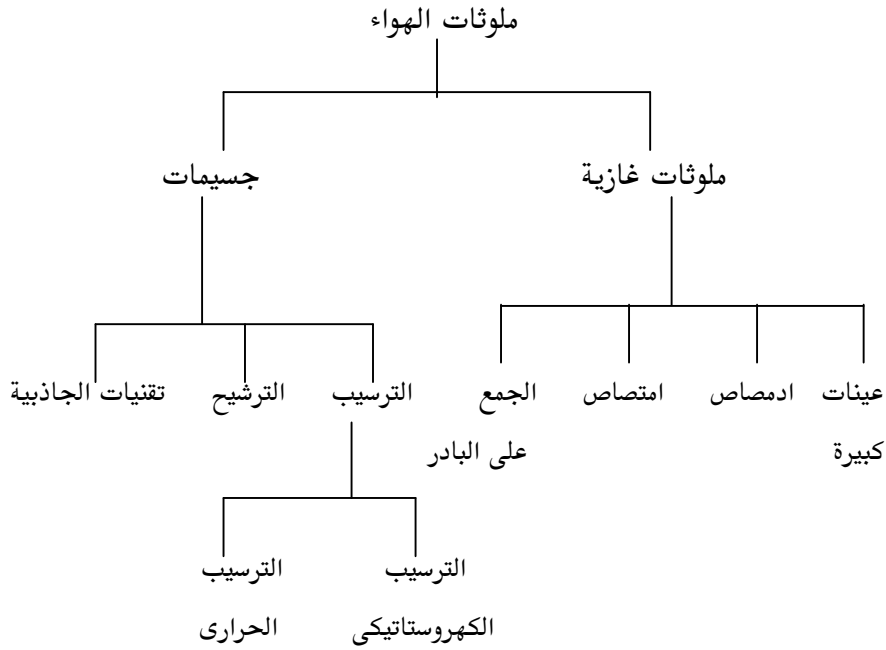 ملوثات الهواء
ملوثات غازية
جسيمات
عينات
كبيرة
ادمصاص
امتصاص
الجمع
على البادر
الترسيب
الترشيح
تقنيات الجاذبية
الترسيب
الكهروستاتيكى
الترسيب
الحرارى